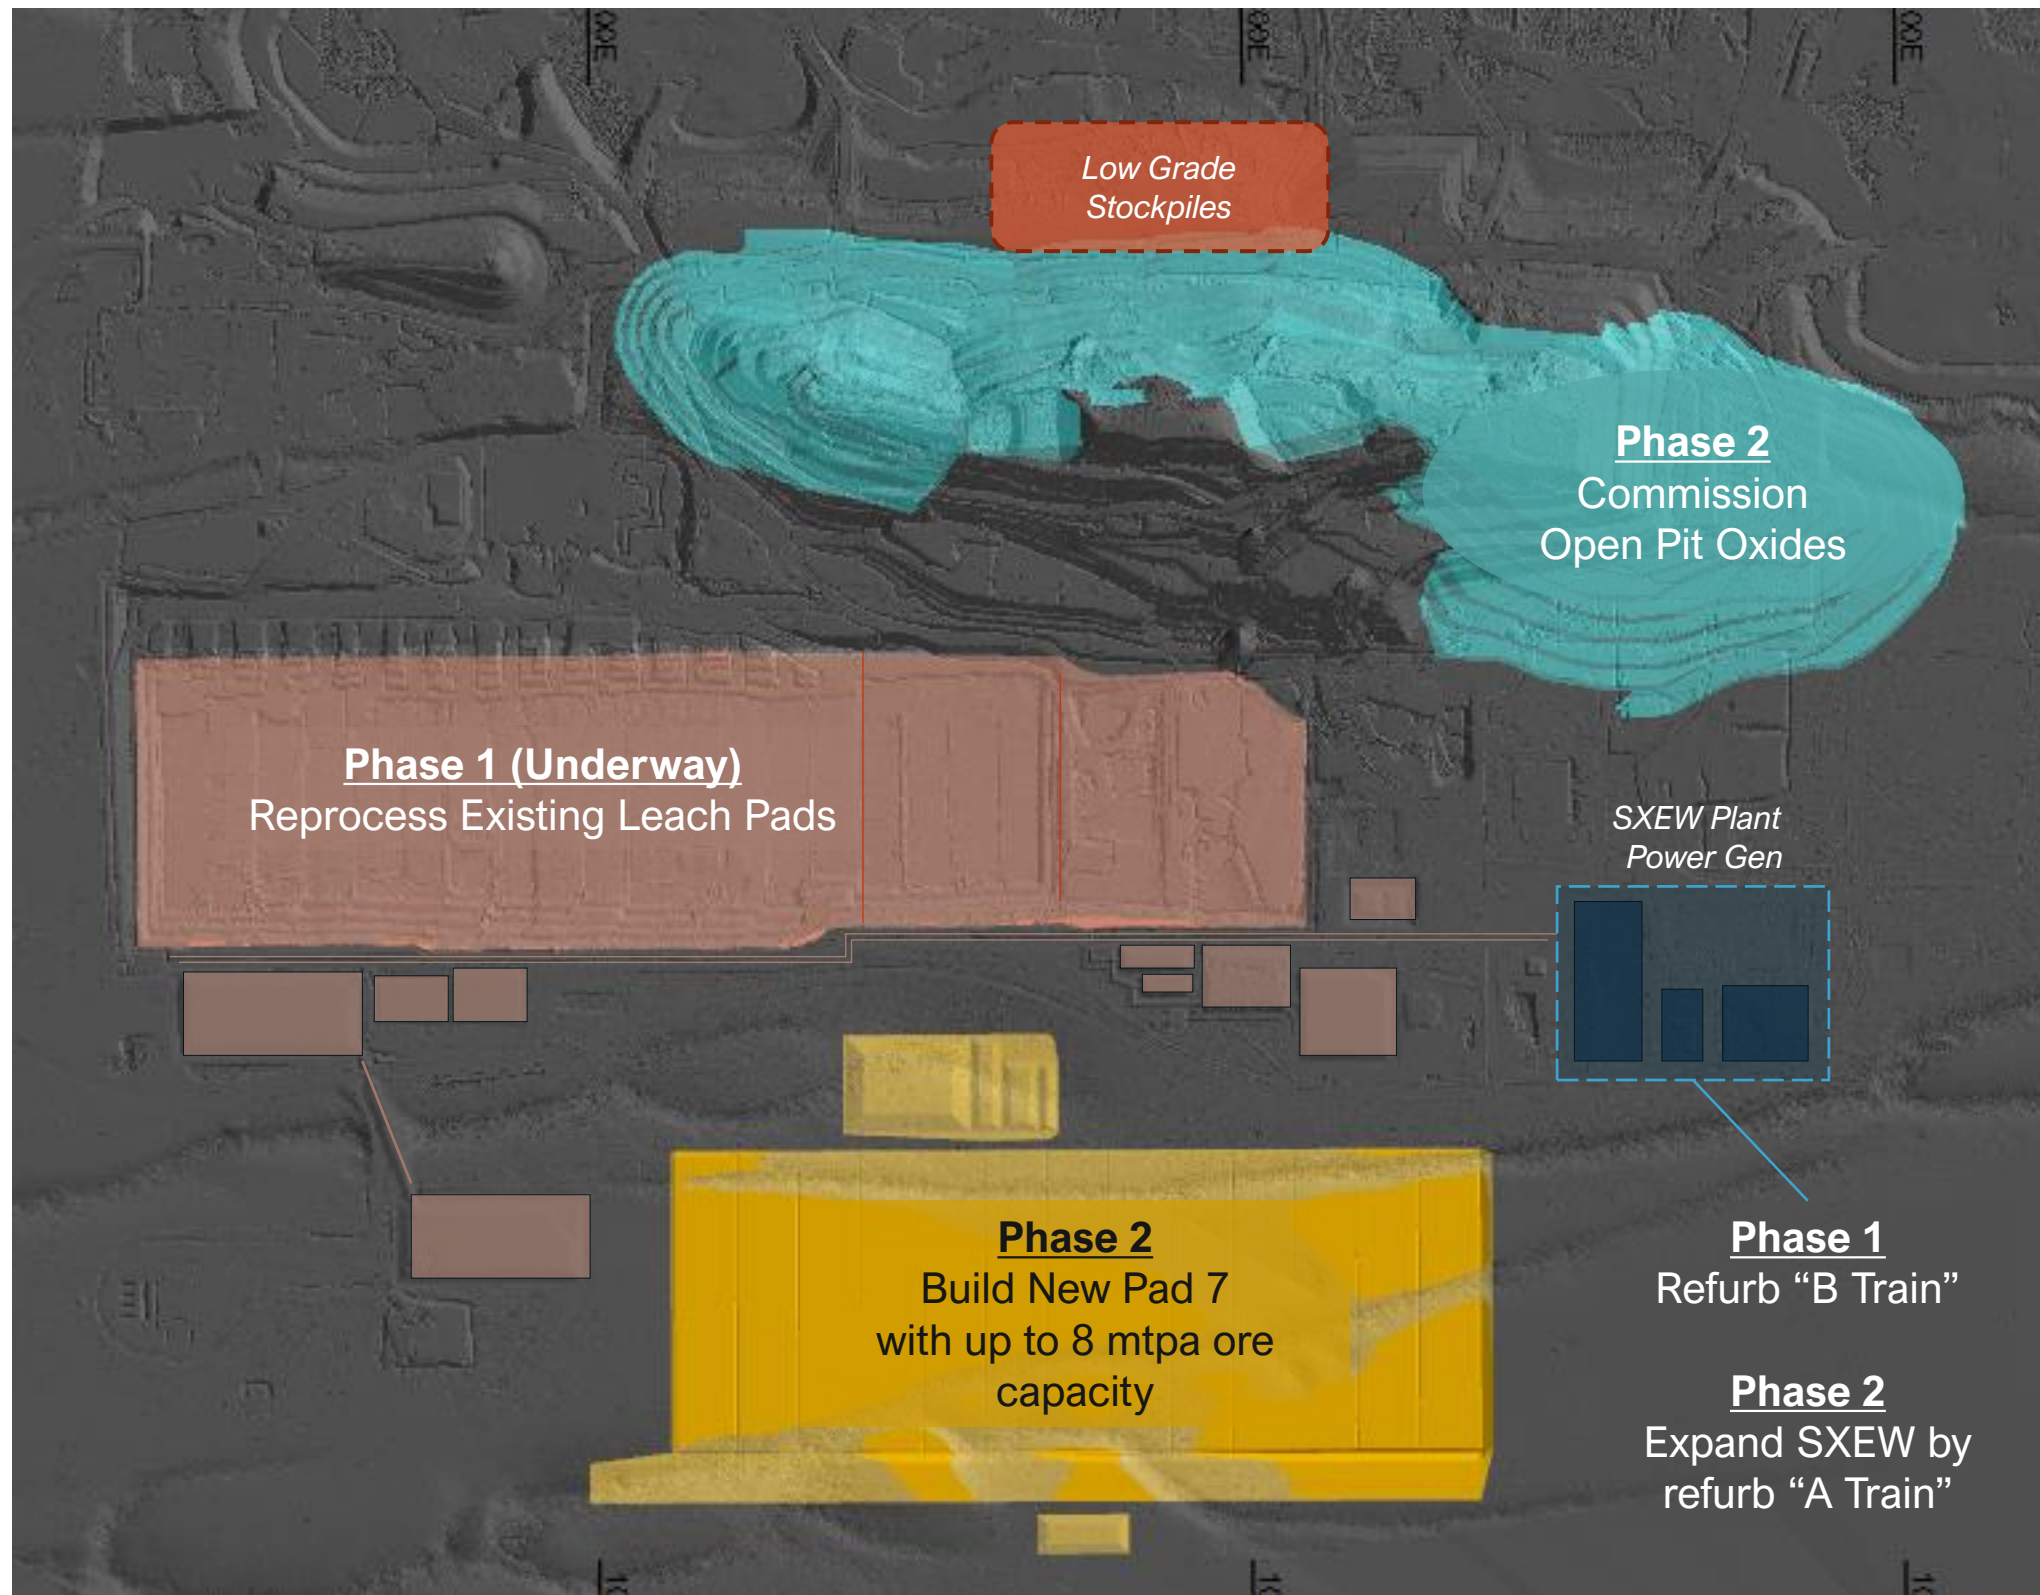 Low Grade
Stockpiles
Phase 2
Commission
Open Pit Oxides
Phase 1 (Underway)
Reprocess Existing Leach Pads
SXEW Plant
Power Gen
Phase 2
Build New Pad 7
with up to 8 mtpa ore
capacity
Phase 1
Refurb “B Train”
Phase 2
Expand SXEW by
refurb “A Train”